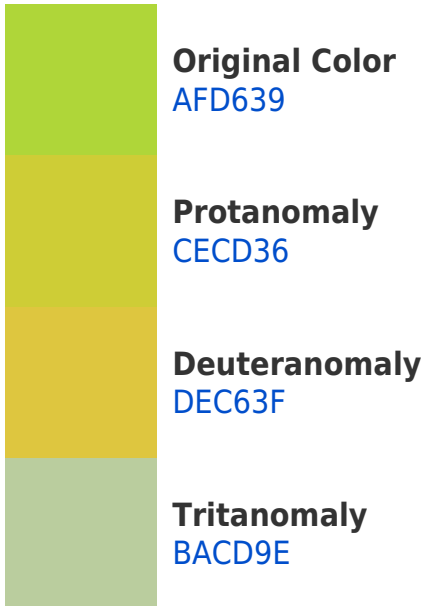 Original Color
AFD639
Protanomaly
CECD36
Deuteranomaly
DEC63F
Tritanomaly
BACD9E